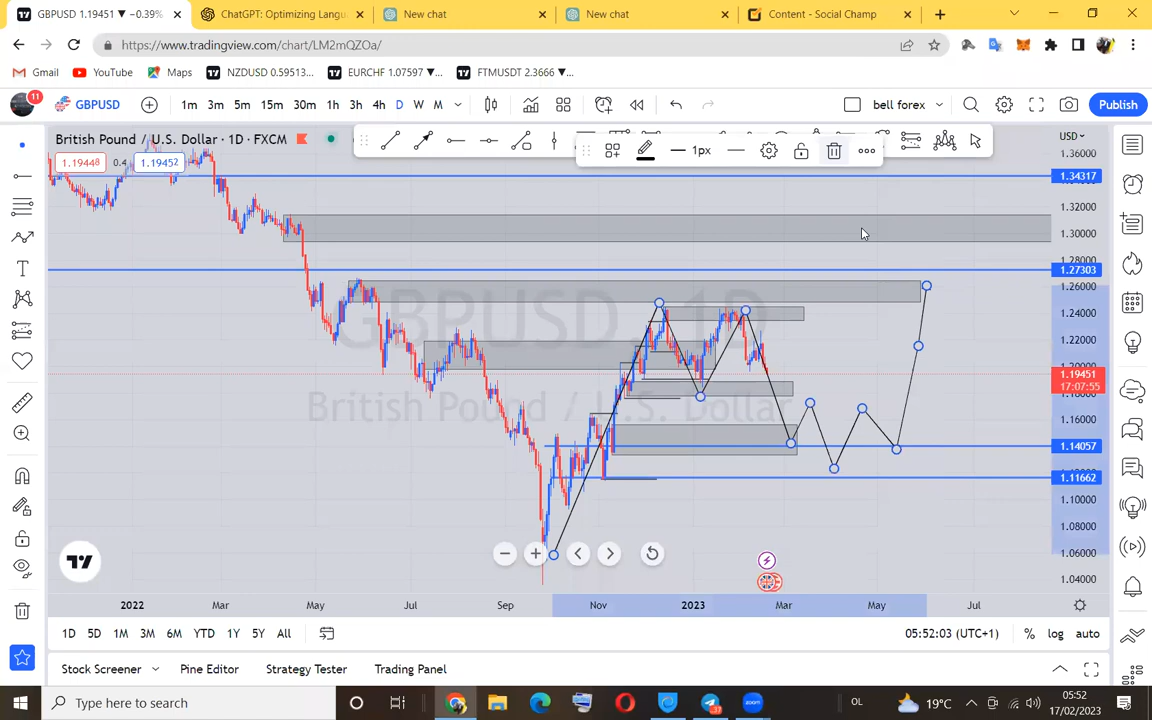 GBPUSD 1.19451 ▼ −0.39%
ChatGPT: Optimizing Langu
New chat
New chat
Content - Social Champ
https://www.tradingview.com/chart/LM2mQZOa/
Gmail
YouTube
Maps
NZDUSD 0.59513...
EURCHF 1.07597 ▼...
FTMUSDT 2.3666 ▼...
11
GBPUSD
1m 3m 5m 15m 30m 1h 3h 4h D W M
bell forex
Publish
British Pound / U.S. Dollar · 1D · FXCM
USD
1.19448 0.4 1.19452
1px
1.36000
1.34317
1.32000
1.30000
1.28000
1.27303
1.26000
1.24000
1.22000
1.19451
17:07:55
1.16000
1.14057
1.11662
1.10000
1.08000
1.06000
1.04000
GBPUSD, 1D
British Pound / U.S. Dollar
2022 Mar May Jul Sep Nov 2023 Mar May Jul
1D 5D 1M 3M 6M YTD 1Y 5Y All
05:52:03 (UTC+1) % log auto
Stock Screener Pine Editor Strategy Tester Trading Panel
Type here to search
OL
19°C
05:52
17/02/2023